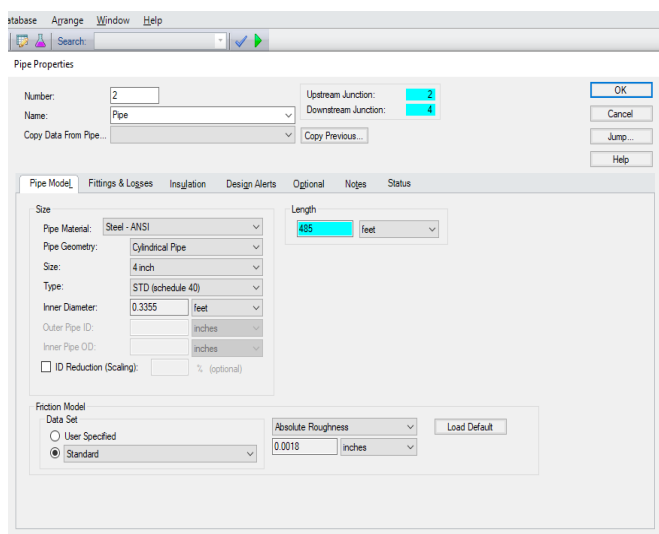 atabase Arrange Window Help
Search:
Pipe Properties
Number: 2 Upstream Junction: 2 OK
Name: Pipe Downstream Junction: 4 Cancel
Copy Data From Pipe... Copy Previous... Jump...
Help
Pipe Model Fittings & Losses Insulation Design Alerts Optional Notes Status
Size Length
Pipe Material: Steel - ANSI 485 feet
Pipe Geometry: Cylindrical Pipe
Size: 4 inch
Type: STD (schedule 40)
Inner Diameter: 0.3355 feet
Outer Pipe ID: inches
Inner Pipe OD: inches
ID Reduction (Scaling): % (optional)
Friction Model
Data Set Absolute Roughness Load Default
User Specified 0.0018 inches
Standard